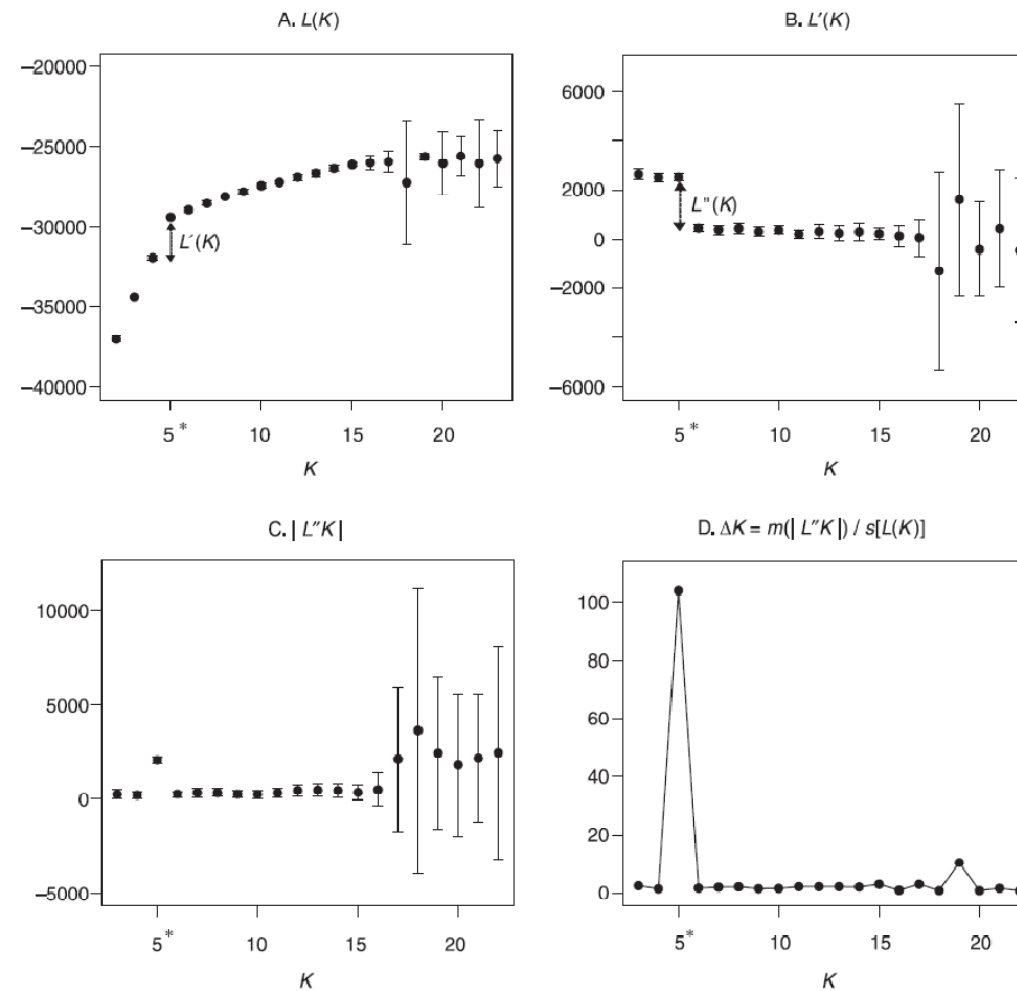 A. L(K)
−20000
−25000
−30000
−35000
−40000
L′(K)
5* 10 15 20
K
B. L′(K)
6000
2000
0
−2000
−6000
L″(K)
5* 10 15 20
K
C. | L″K |
10000
5000
0
−5000
5* 10 15 20
K
D. ΔK = m(| L″K |) / s[L(K)]
100
80
60
40
20
0
5* 10 15 20
K